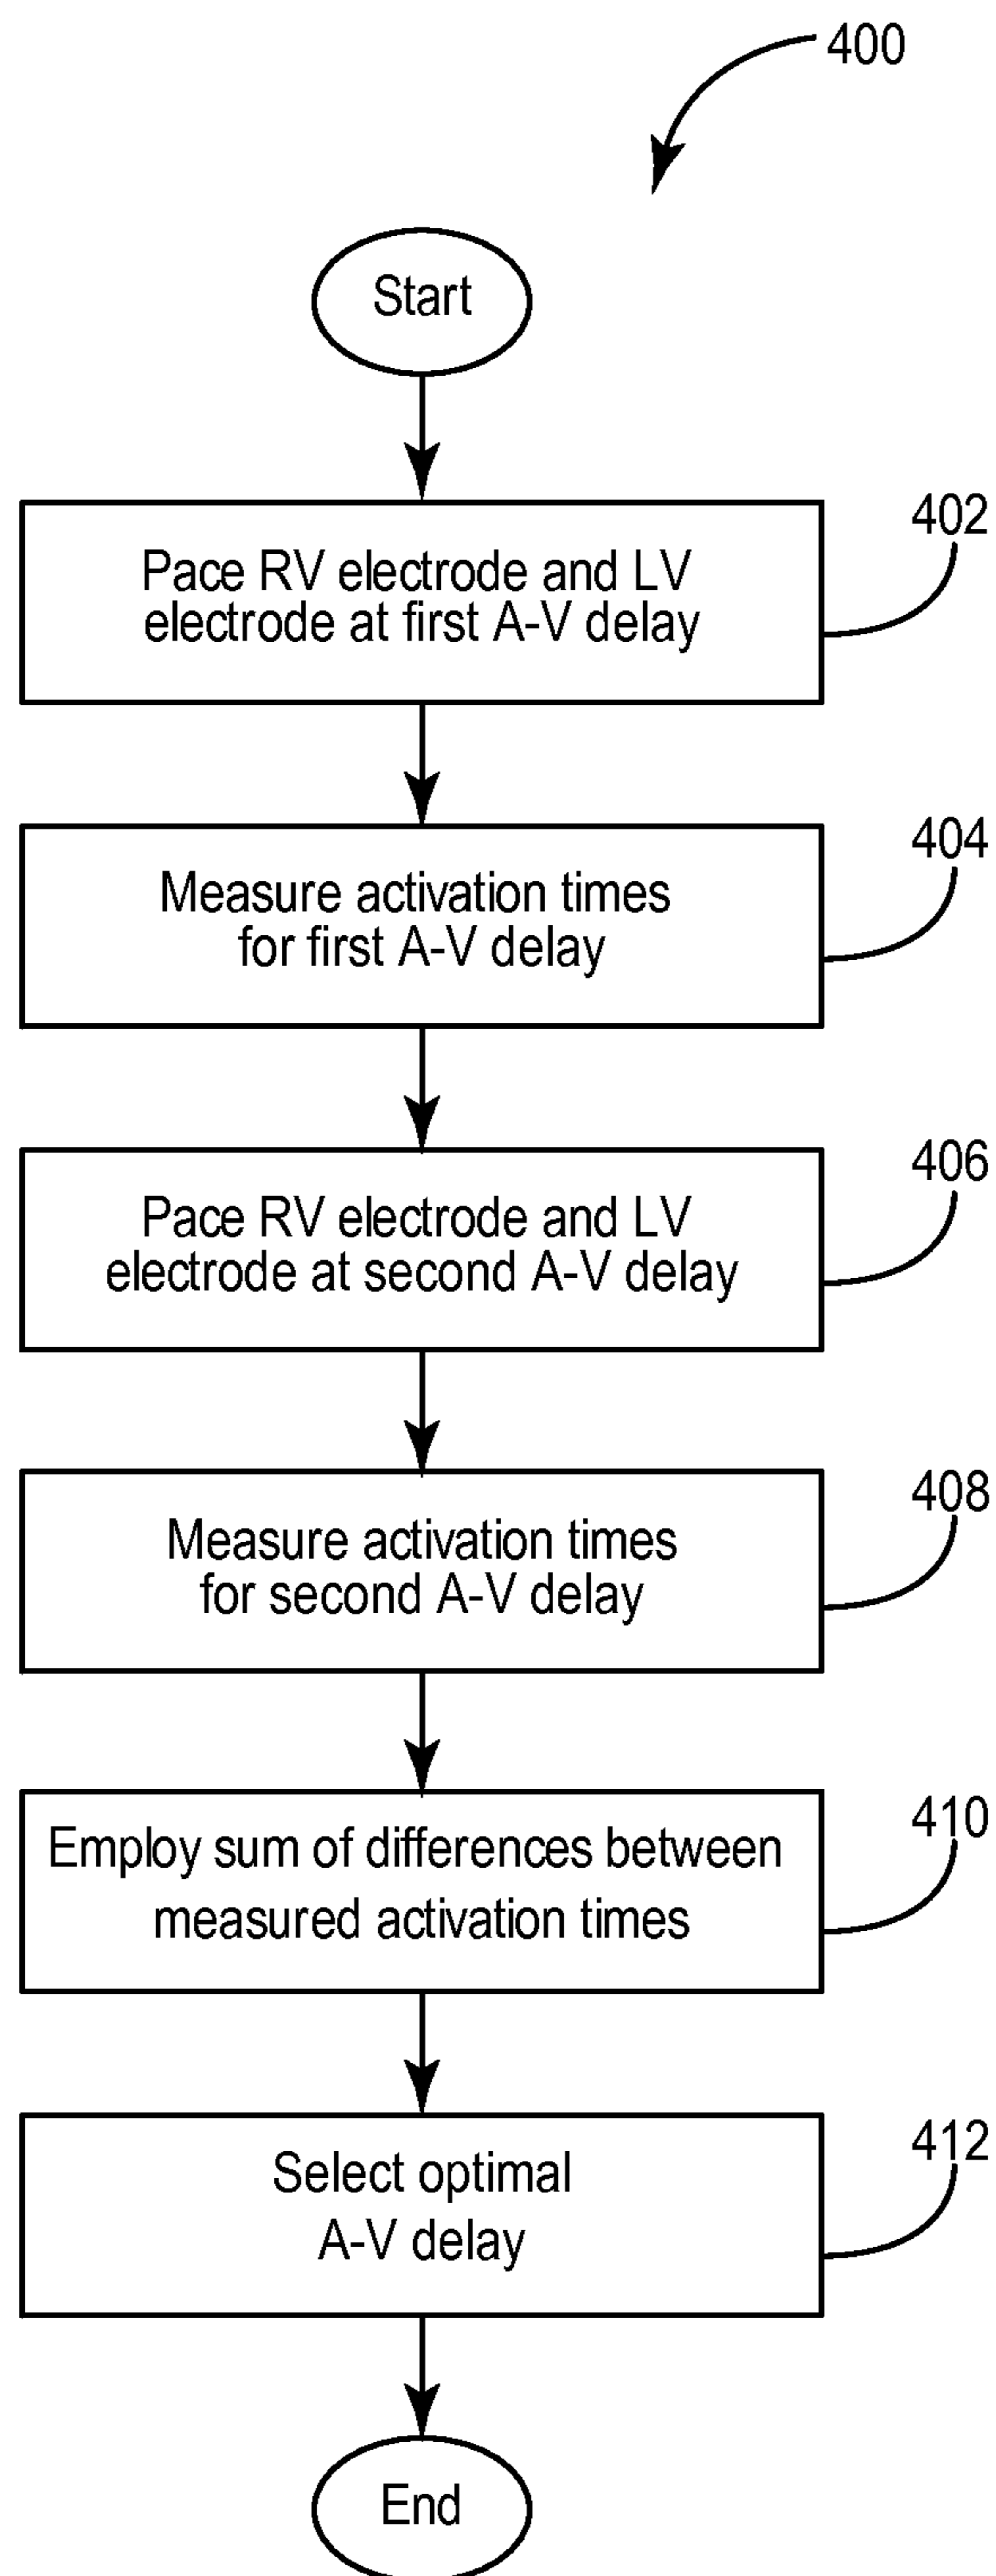 400
Start
Pace RV electrode and LV
electrode at first A-V delay
402
Measure activation times
for first A-V delay
404
Pace RV electrode and LV
electrode at second A-V delay
406
Measure activation times
for second A-V delay
408
Employ sum of differences between
measured activation times
410
Select optimal
A-V delay
412
End